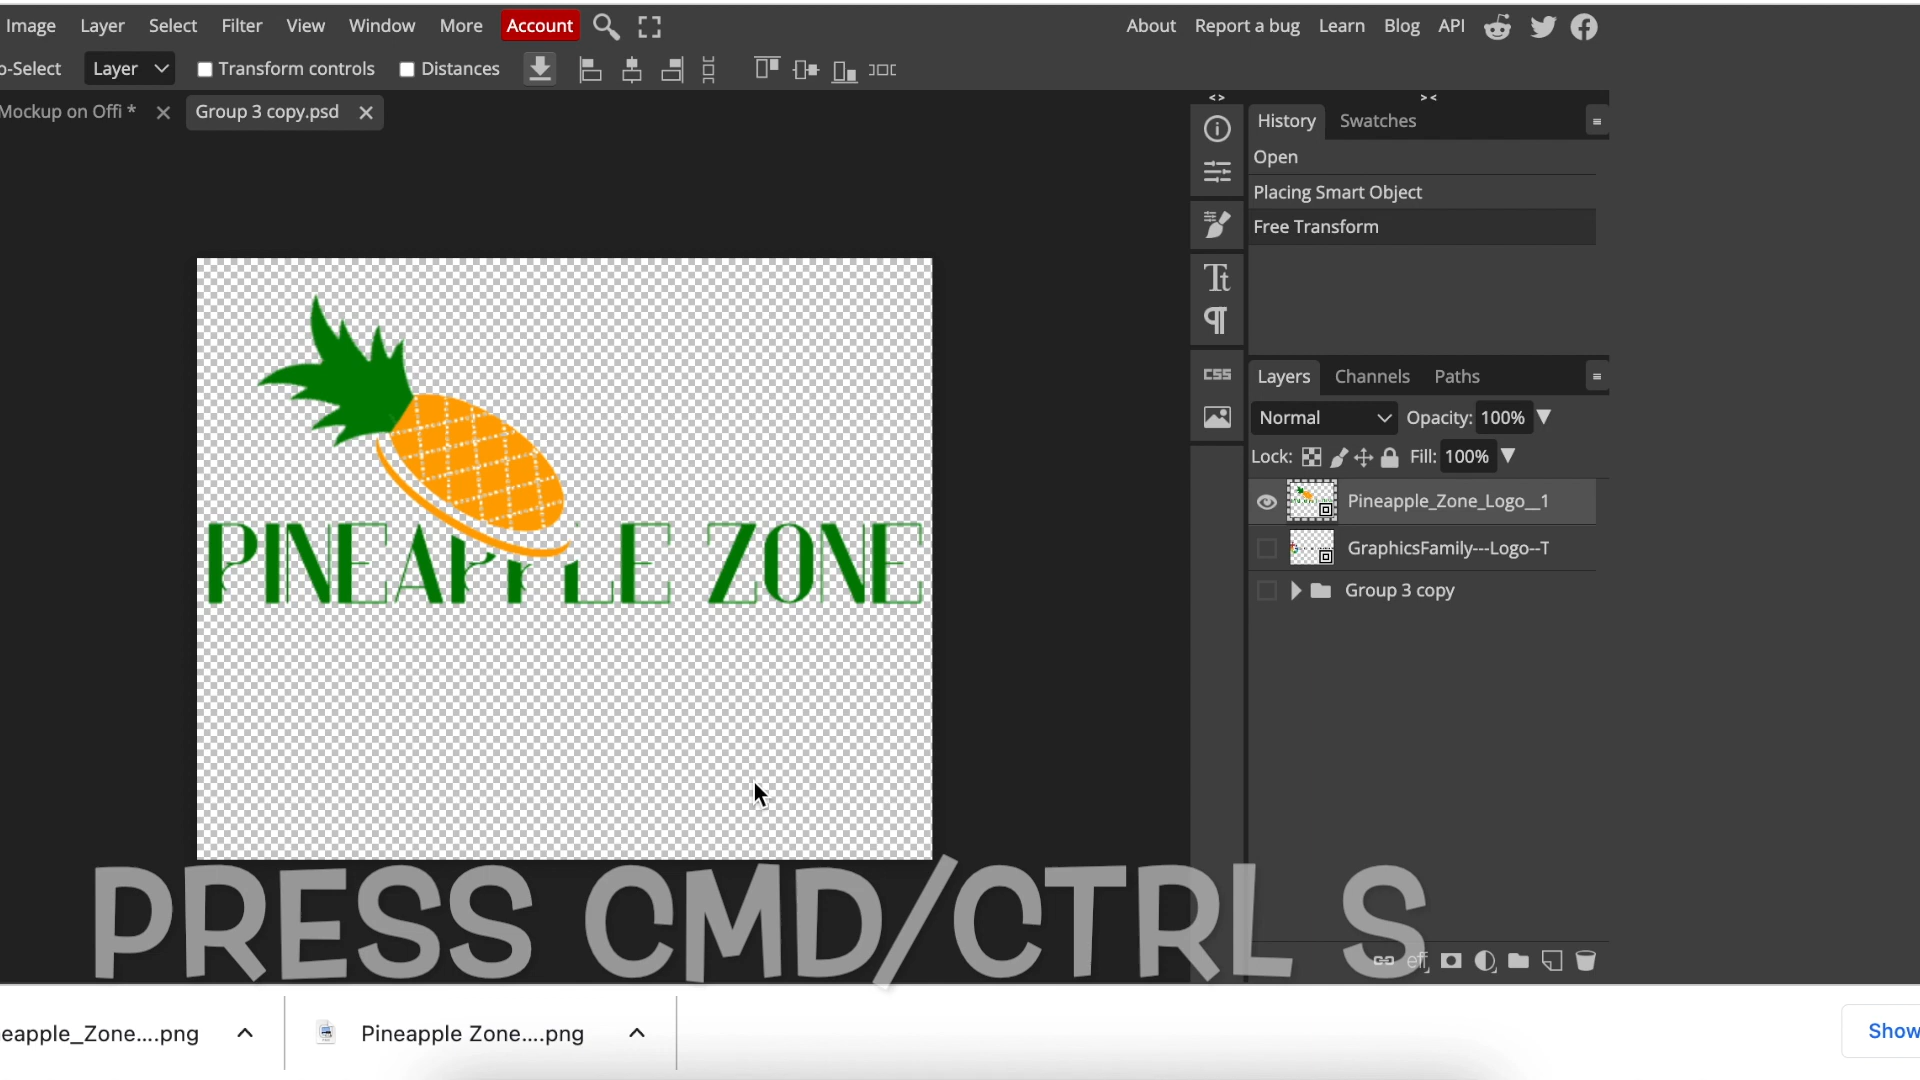 Image Layer Select Filter View Window More Account About Report a bug Learn Blog API
o-Select Layer Transform controls Distances
Mockup on Offi * Group 3 copy.psd
<> ><
History Swatches
Open
Placing Smart Object
Free Transform
PINEAPPLE ZONE
CSS
Layers Channels Paths
Normal Opacity: 100%
Lock: Fill: 100%
Pineapple_Zone_Logo__1
GraphicsFamily---Logo--T
Group 3 copy
PRESS CMD/CTRL S
eff
eapple_Zone....png Pineapple Zone....png Show